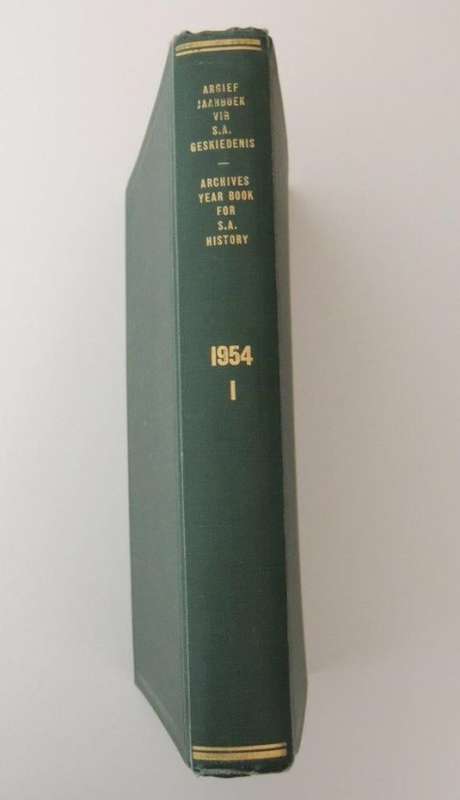 ARGIEF
JAARBOEK
VIR
S.A.
GESKIEDENIS
—
ARCHIVES
YEAR BOOK
FOR
S.A.
HISTORY
1954
I